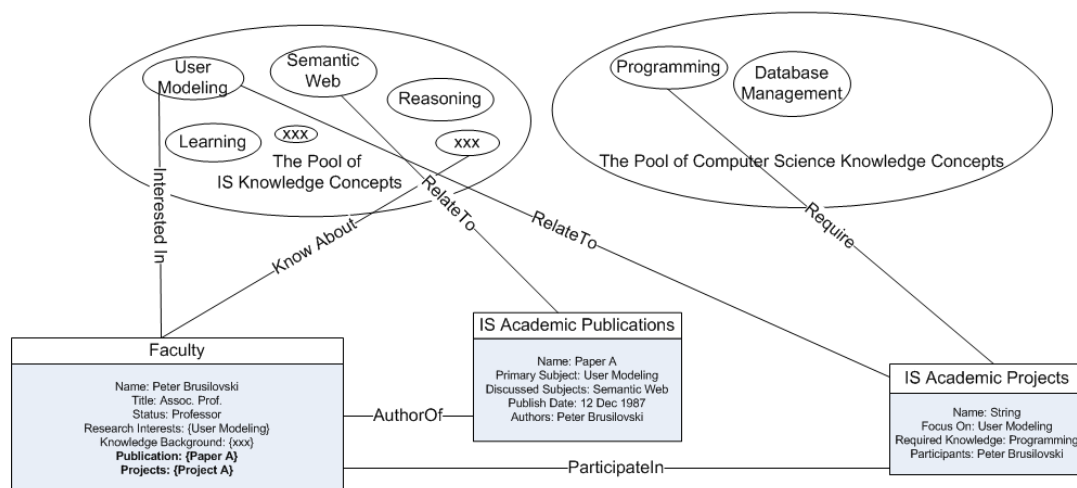 User
Modeling
Semantic
Web
Reasoning
Learning
xxx
xxx
The Pool of
IS Knowledge Concepts
Programming
Database
Management
The Pool of Computer Science Knowledge Concepts
Interested In
Know About
RelateTo
RelateTo
Require
Faculty
Name: Peter Brusilovski
Title: Assoc. Prof.
Status: Professor
Research Interests: {User Modeling}
Knowledge Background: {xxx}
Publication: {Paper A}
Projects: {Project A}
AuthorOf
IS Academic Publications
Name: Paper A
Primary Subject: User Modeling
Discussed Subjects: Semantic Web
Publish Date: 12 Dec 1987
Authors: Peter Brusilovski
ParticipateIn
IS Academic Projects
Name: String
Focus On: User Modeling
Required Knowledge: Programming
Participants: Peter Brusilovski